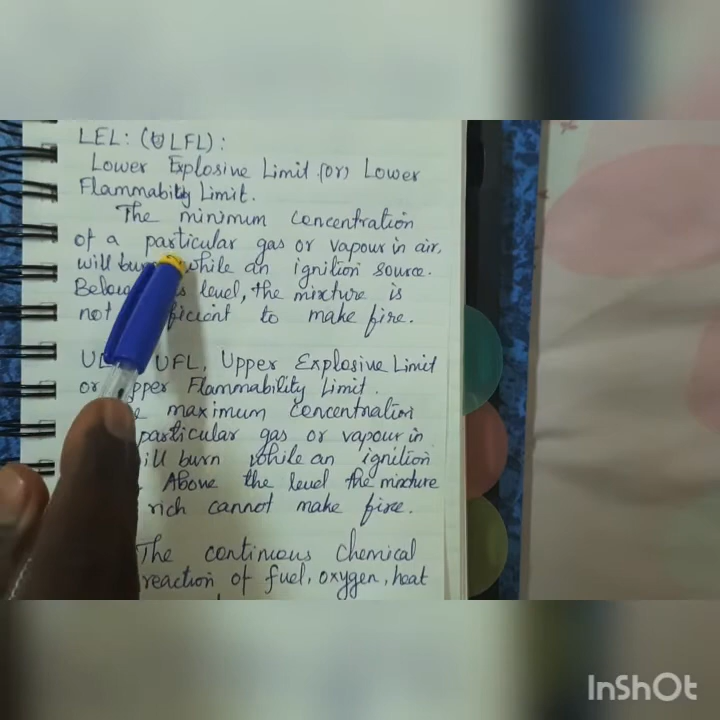 LEL: (LFL):
Lower Explosive Limit (or) Lower
Flammability Limit.
The minimum concentration
of a particular gas or vapour in air,
will while an ignition source.
level, the mixture is
not to make fire.
UFL, Upper Explosive Limit
or Flammability Limit.
maximum concentration
particular gas or vapour in
burn while an ignition
Above the level the mixture
rich cannot make fire.
The continuous chemical
reaction of fuel, oxygen, heat
InShOt